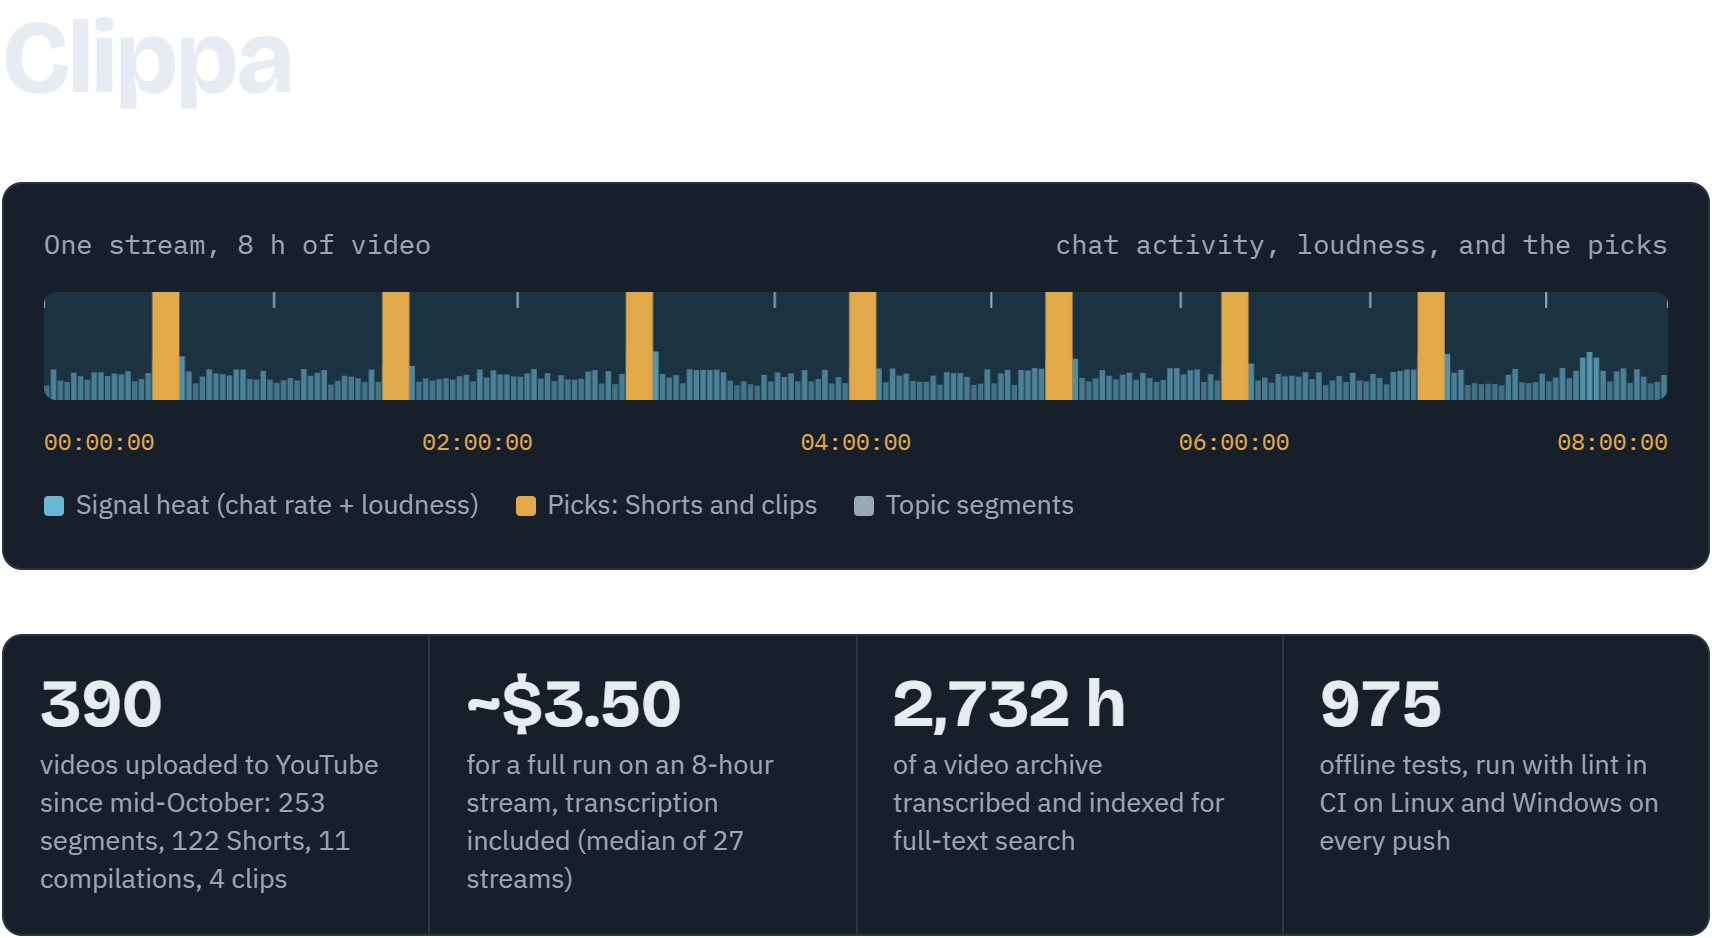 Clippa
One stream, 8 h of video
chat activity, loudness, and the picks
00:00:00 02:00:00 04:00:00 06:00:00 08:00:00
Signal heat (chat rate + loudness) Picks: Shorts and clips Topic segments
390
videos uploaded to YouTube
since mid-October: 253
segments, 122 Shorts, 11
compilations, 4 clips
~$3.50
for a full run on an 8-hour
stream, transcription
included (median of 27
streams)
2,732 h
of a video archive
transcribed and indexed for
full-text search
975
offline tests, run with lint in
CI on Linux and Windows on
every push